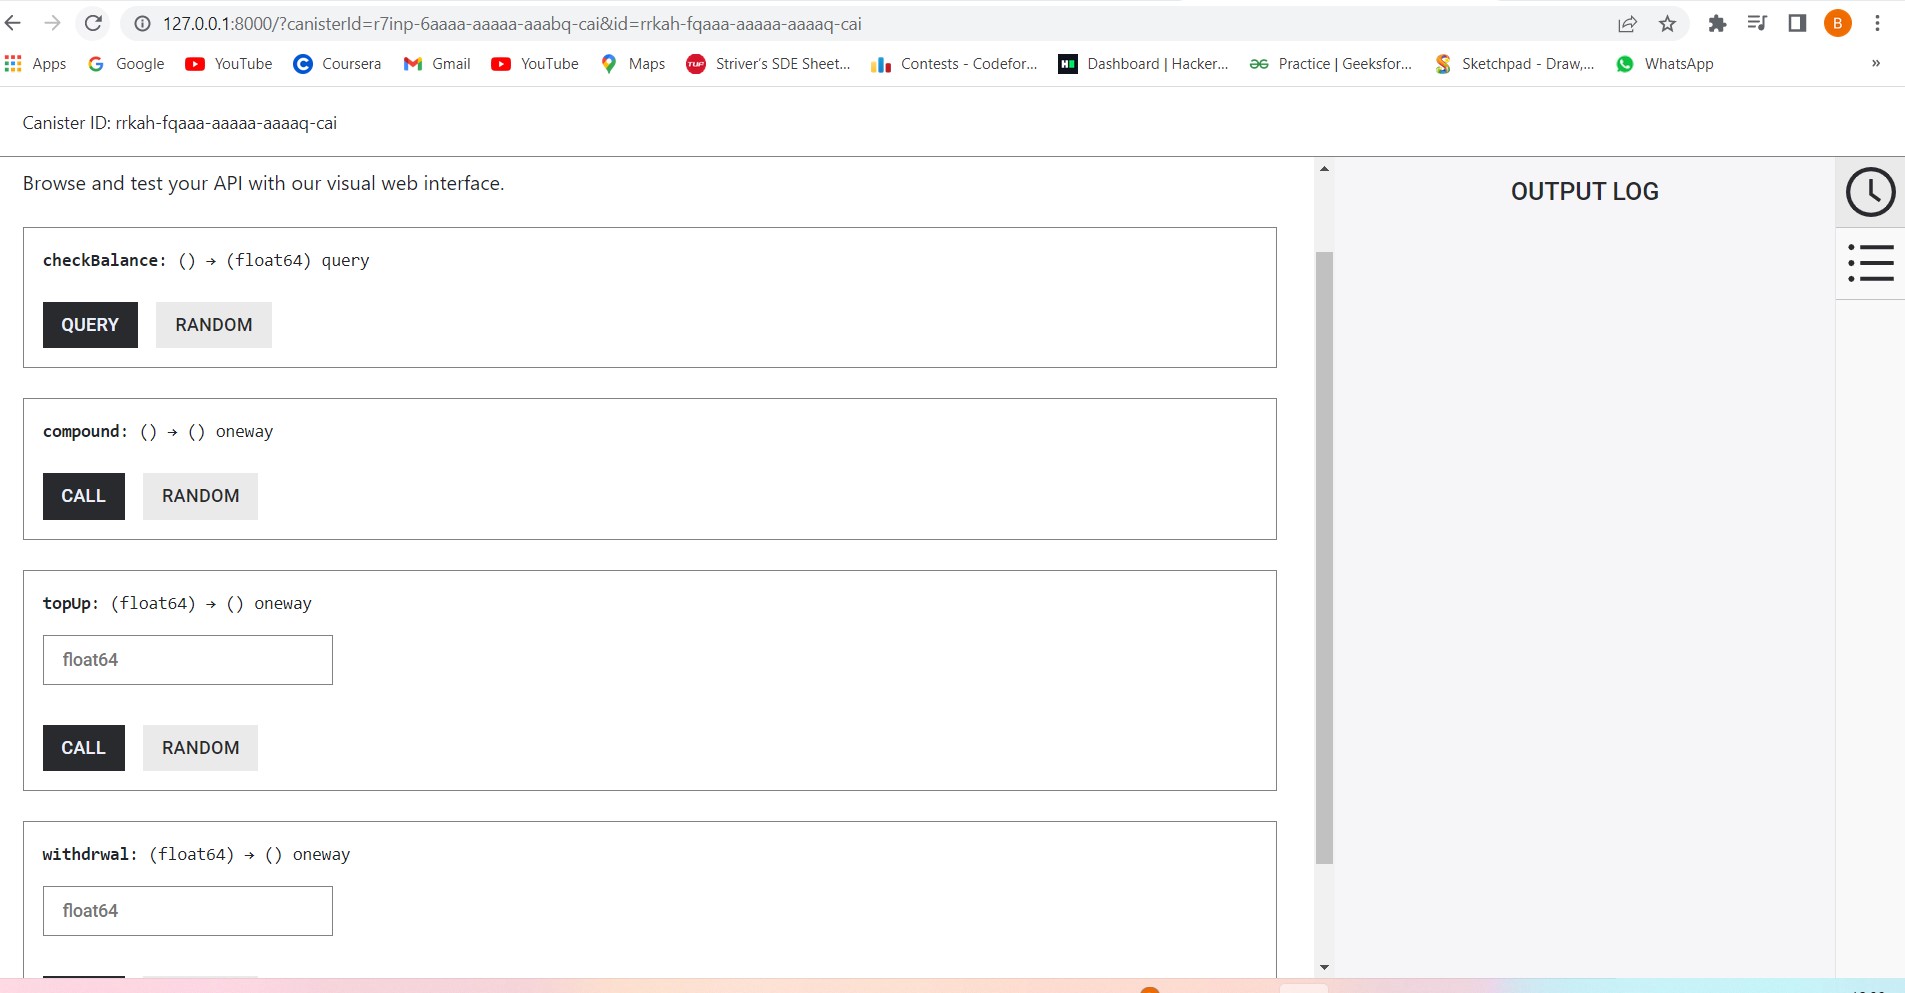 127.0.0.1:8000/?canisterId=r7inp-6aaaa-aaaaa-aaabq-cai&id=rrkah-fqaaa-aaaaa-aaaaq-cai
B
Apps Google YouTube Coursera Gmail YouTube Maps TUF Striver's SDE Sheet... Contests - Codefor... Dashboard | Hacker... Practice | Geeksfor... Sketchpad - Draw,... WhatsApp »
Canister ID: rrkah-fqaaa-aaaaa-aaaaq-cai
Browse and test your API with our visual web interface.
checkBalance: () → (float64) query
QUERY RANDOM
compound: () → () oneway
CALL RANDOM
topUp: (float64) → () oneway
float64
CALL RANDOM
withdrwal: (float64) → () oneway
float64
OUTPUT LOG